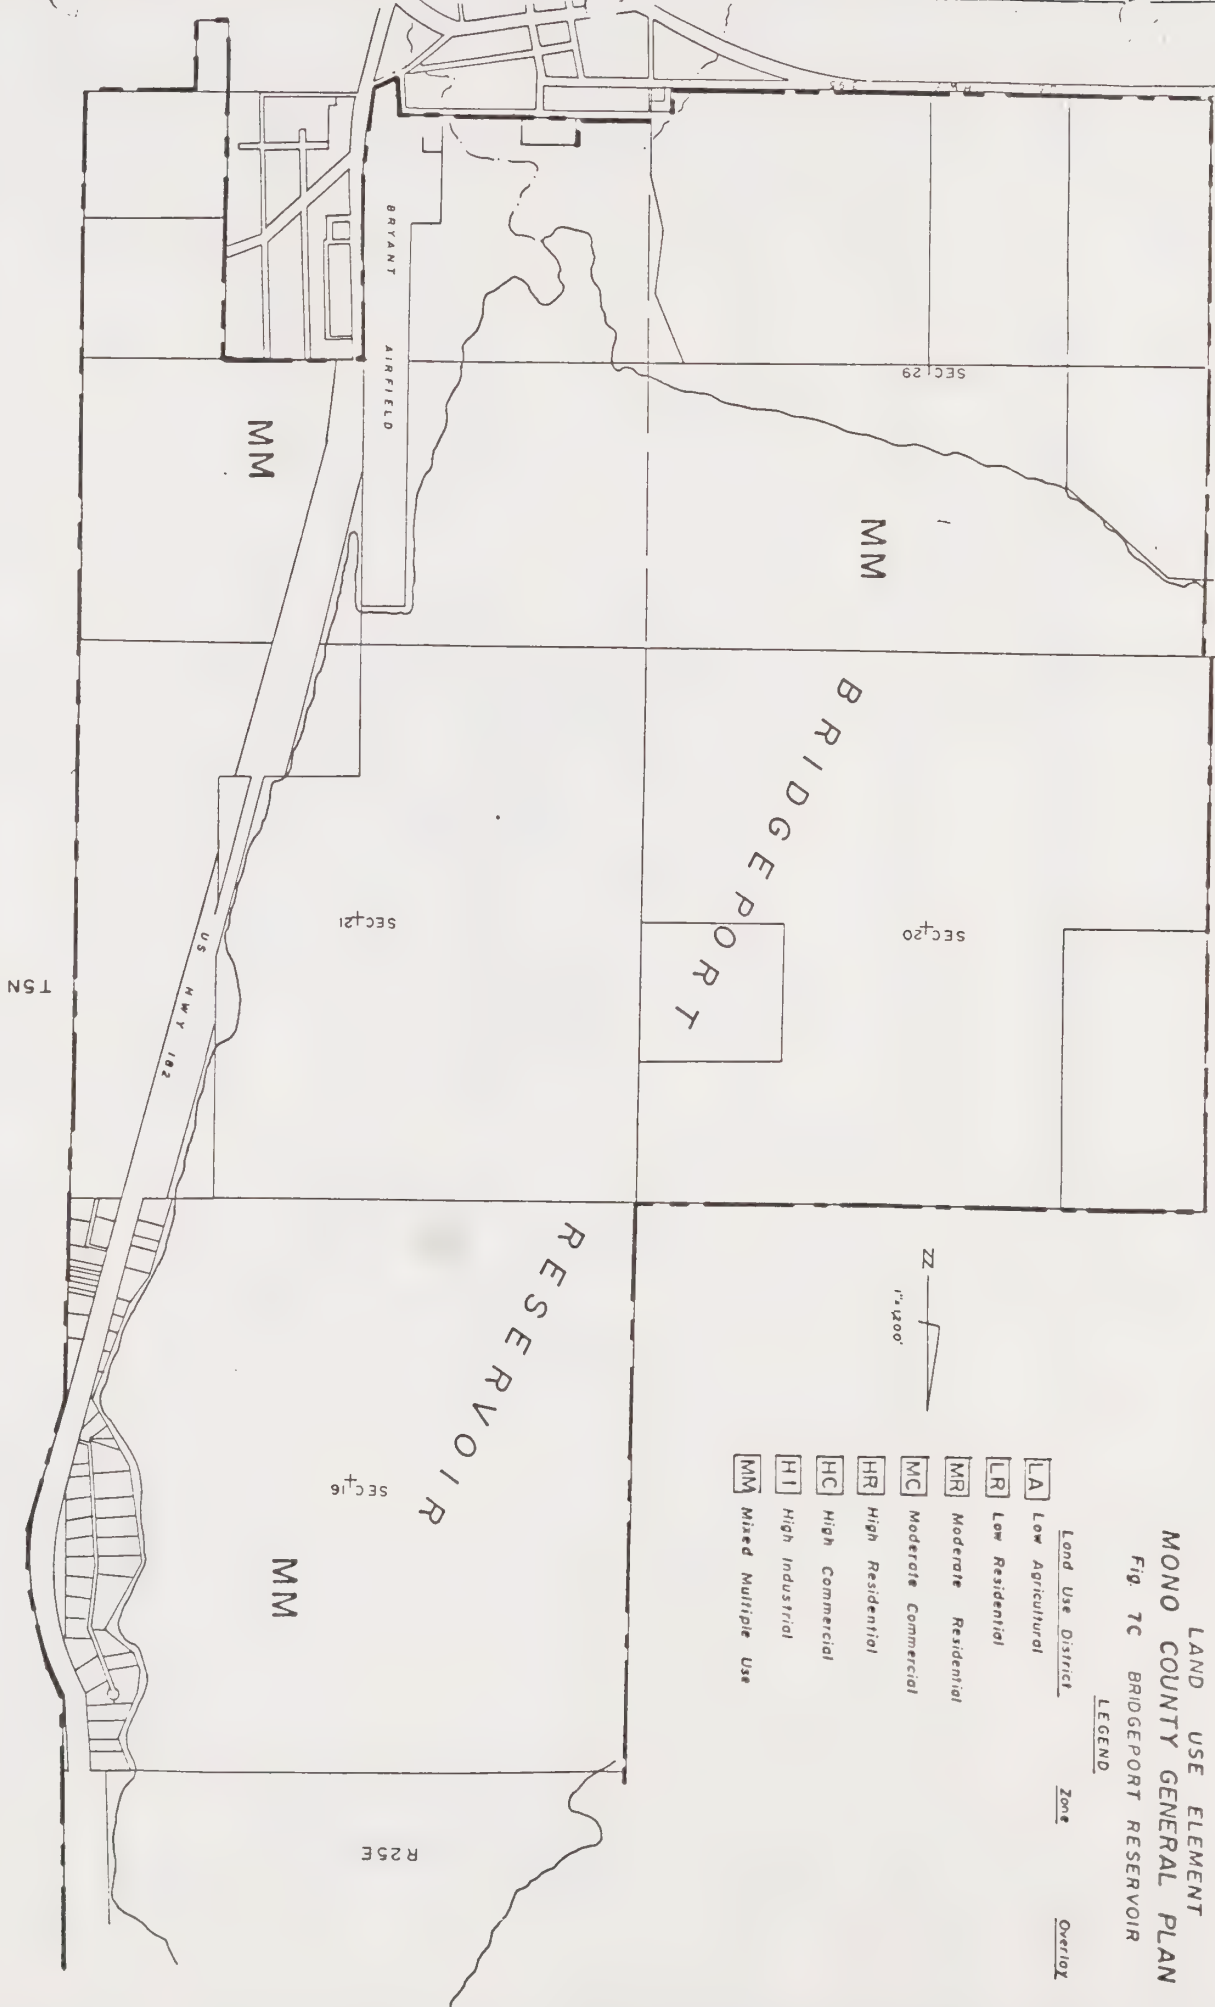 LAND USE ELEMENT
MONO COUNTY GENERAL PLAN
Fig. 7C BRIDGEPORT RESERVOIR
LEGEND
Land Use District Zone Overlay
LA Low Agricultural
LR Low Residential
MR Moderate Residential
MC Moderate Commercial
HR High Residential
HC High Commercial
HI High Industrial
MM Mixed Multiple Use
1"=1200'
BRYANT AIRFIELD
MM
SEC 29
MM
BRIDGEPORT
SEC 21
SEC 20
US HWY 182
T5N
RESERVOIR
SEC 16
MM
R25E